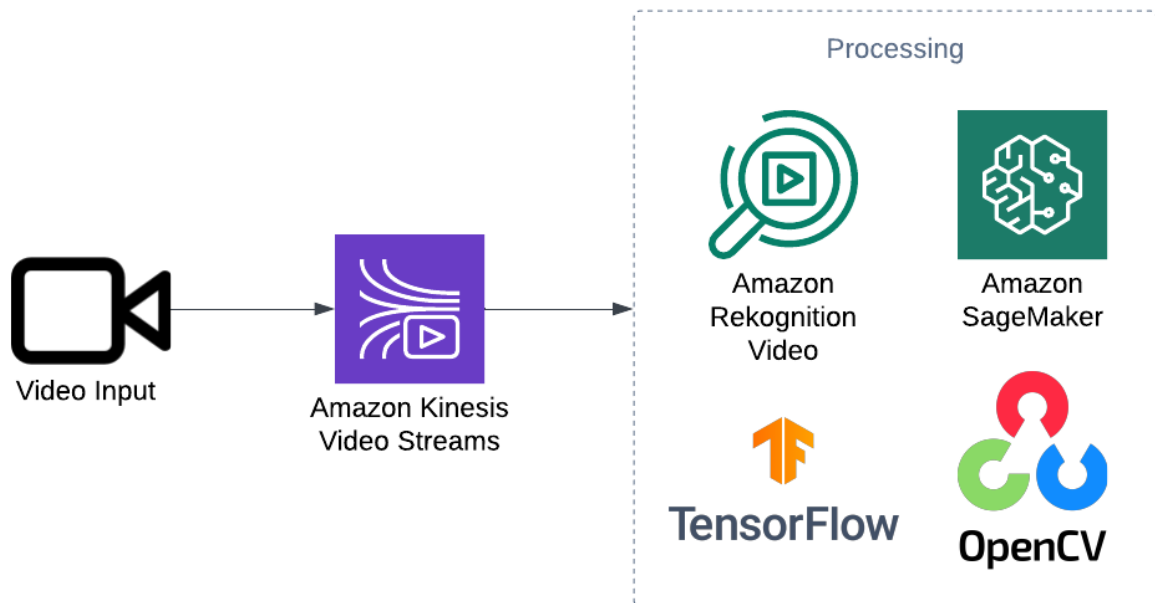 Processing
Amazon
Rekognition
Video
Amazon
SageMaker
Video Input
Amazon Kinesis
Video Streams
TensorFlow
OpenCV